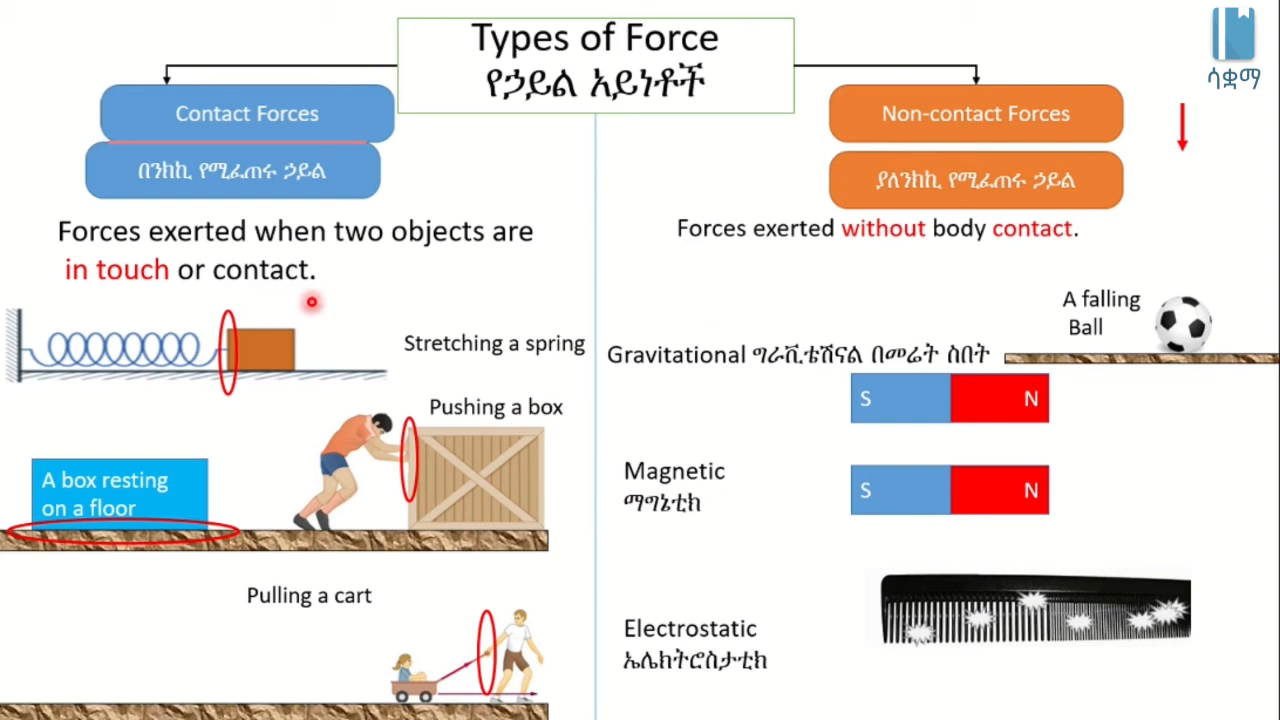 Types of Force
የኃይል አይነቶች
ሳቋማ
Contact Forces
በንክኪ የሚፈጠሩ ኃይል
Forces exerted when two objects are
in touch or contact.
Stretching a spring
Pushing a box
A box resting
on a floor
Pulling a cart
Non-contact Forces
ያለንክኪ የሚፈጠሩ ኃይል
Forces exerted without body contact.
A falling
Ball
Gravitational ግራቪቴሽናል በመሬት ስበት
S N
Magnetic
ማግኔቲክ
S N
Electrostatic
ኤሌክትሮስታቲክ